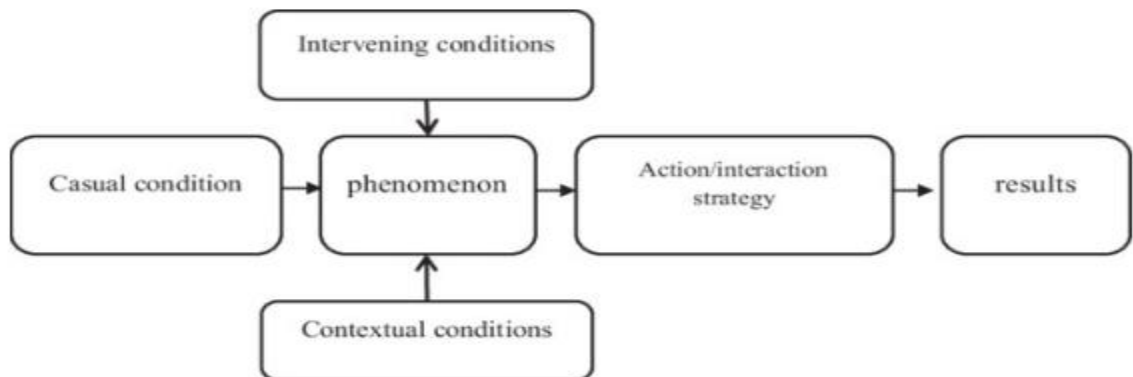 Intervening conditions
Casual condition
phenomenon
Action/interaction
strategy
results
Contextual conditions